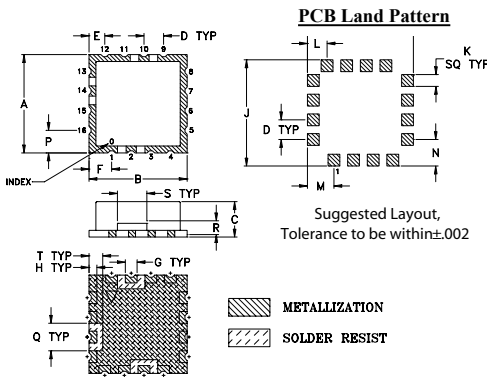 PCB Land Pattern
E
D TYP
12 11 10 9
13
14
15
16
8
7
6
5
A
P
0
1 2 3 4
F
INDEX
B
L
K
SQ TYP
J
D TYP
N
M
1
S TYP
C
R
Suggested Layout,
Tolerance to be within±.002
T TYP
H TYP
G TYP
Q TYP
METALLIZATION
SOLDER RESIST